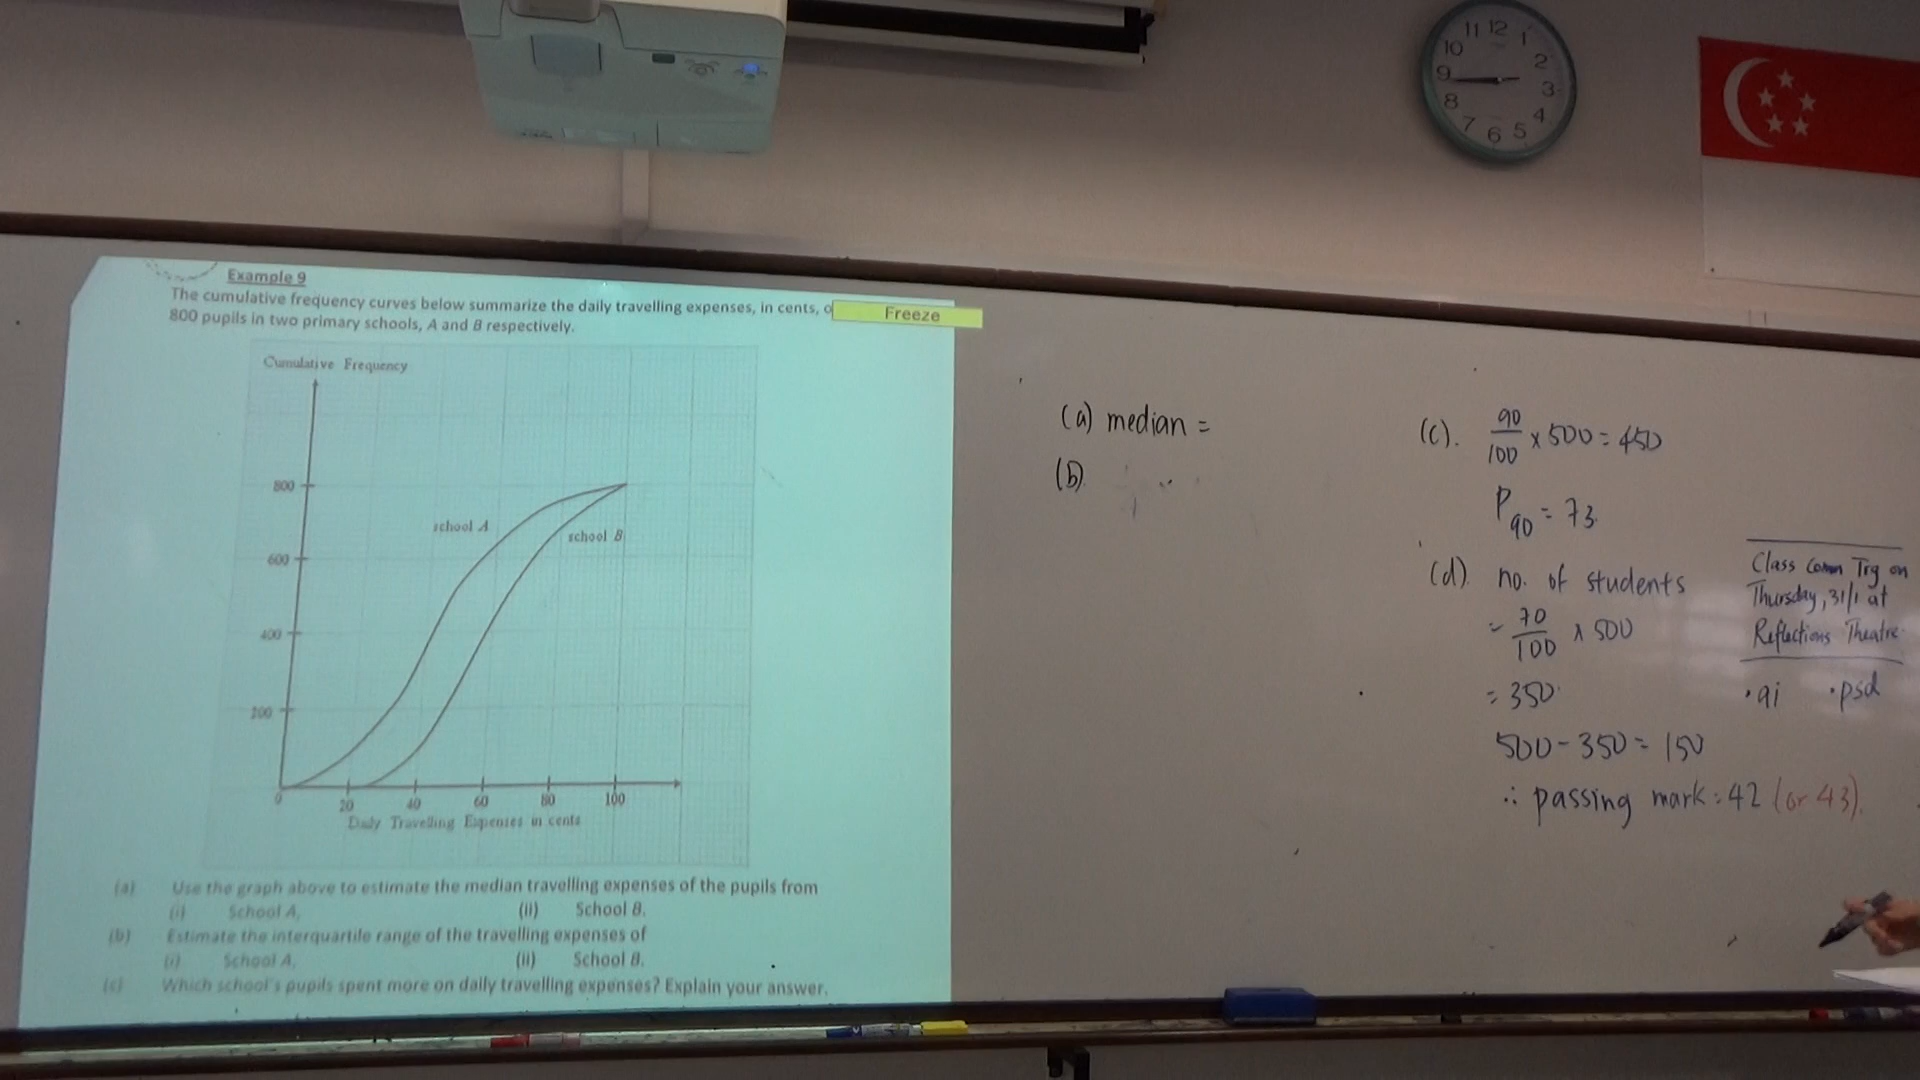 11 12 1
10 2
9 3
8 4
7 6 5
Example 9
The cumulative frequency curves below summarize the daily travelling expenses, in cents, o
Freeze
800 pupils in two primary schools, A and B respectively.
Cumulative Frequency
800
school A
school B
600
400
200
0 20 40 60 80 100
Daily Travelling Expenses in cents
(a) Use the graph above to estimate the median travelling expenses of the pupils from
(i) School A, (ii) School B.
(b) Estimate the interquartile range of the travelling expenses of
(i) School A, (ii) School B.
(c) Which school's pupils spent more on daily travelling expenses? Explain your answer.
(a) median =
(b)
(c). 90/100 x 500 = 450
P90 = 73.
(d) no. of students
= 70/100 x 500
= 350.
500 - 350 = 150
∴ passing mark = 42 (or 43).
Class Comm Trg on
Thursday, 31/1 at
Reflections Theatre.
• qi • psd